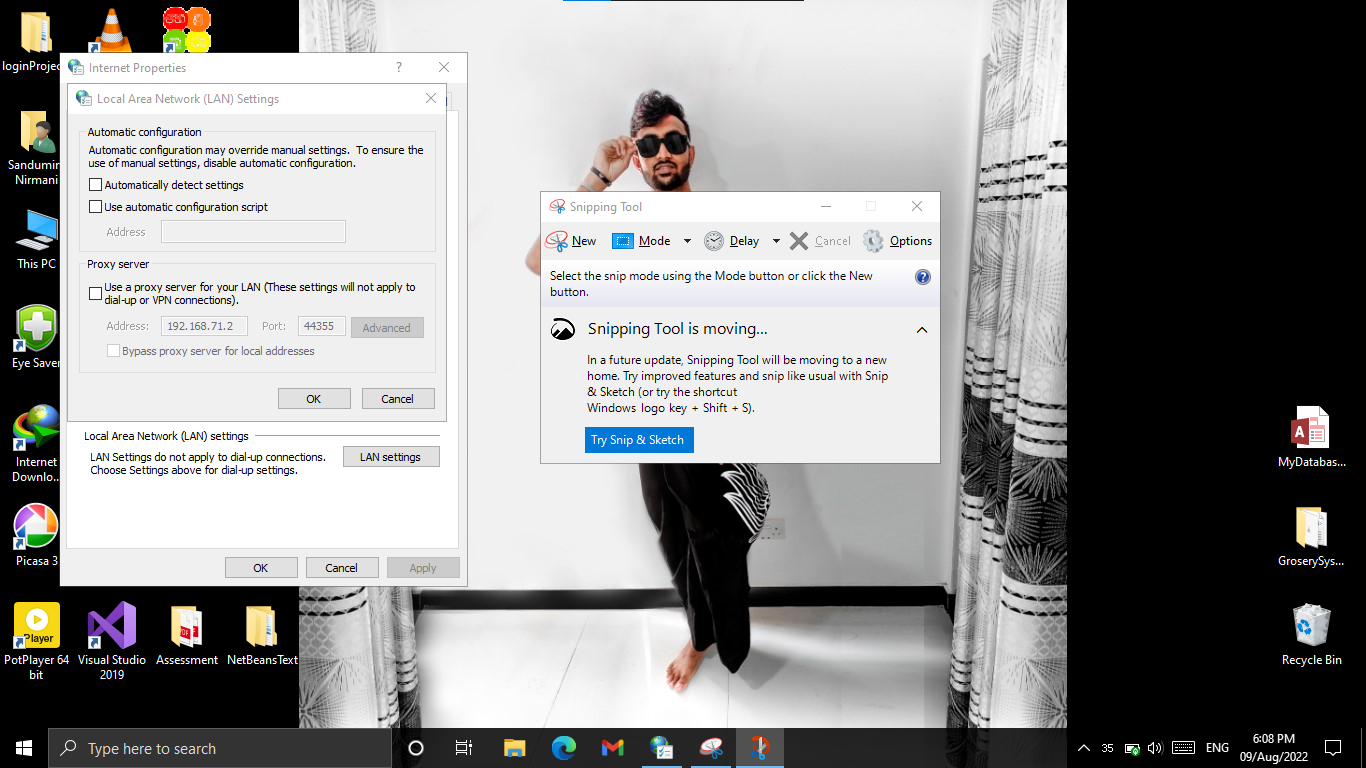 loginProjec
Internet Properties
?
Local Area Network (LAN) Settings
Automatic configuration
Automatic configuration may override manual settings.  To ensure the
use of manual settings, disable automatic configuration.
Automatically detect settings
Use automatic configuration script
Address
Proxy server
Use a proxy server for your LAN (These settings will not apply to
dial-up or VPN connections).
Address: 192.168.71.2 Port: 44355 Advanced
Bypass proxy server for local addresses
OK Cancel
Local Area Network (LAN) settings
LAN Settings do not apply to dial-up connections.
Choose Settings above for dial-up settings.
LAN settings
OK Cancel Apply
Sandumin
Nirmani
This PC
Eye Saver
Internet
Downlo...
Picasa 3
Player
PotPlayer 64
bit
Visual Studio
2019
Assessment
NetBeansText
Snipping Tool
New Mode Delay Cancel Options
Select the snip mode using the Mode button or click the New
button.
?
Snipping Tool is moving...
In a future update, Snipping Tool will be moving to a new
home. Try improved features and snip like usual with Snip
& Sketch (or try the shortcut
Windows logo key + Shift + S).
Try Snip & Sketch
A
MyDatabas...
GroserySys...
Recycle Bin
Type here to search
35
ENG
6:08 PM
09/Aug/2022